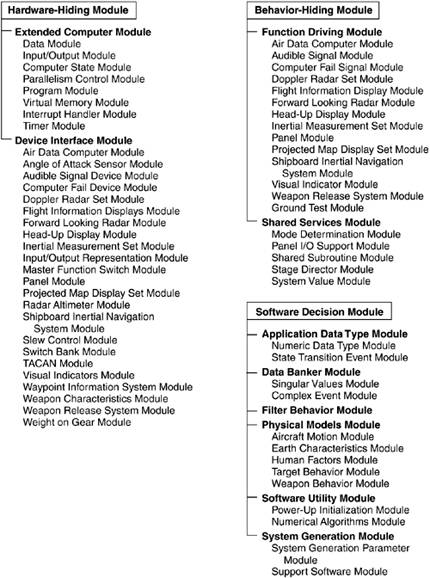 Hardware-Hiding Module
Extended Computer Module
Data Module
Input/Output Module
Computer State Module
Parallelism Control Module
Program Module
Virtual Memory Module
Interrupt Handler Module
Timer Module
Device Interface Module
Air Data Computer Module
Angle of Attack Sensor Module
Audible Signal Device Module
Computer Fail Device Module
Doppler Radar Set Module
Flight Information Displays Module
Forward Looking Radar Module
Head-Up Display Module
Inertial Measurement Set Module
Input/Output Representation Module
Master Function Switch Module
Panel Module
Projected Map Display Set Module
Radar Altimeter Module
Shipboard Inertial Navigation
System Module
Slew Control Module
Switch Bank Module
TACAN Module
Visual Indicators Module
Waypoint Information System Module
Weapon Characteristics Module
Weapon Release System Module
Weight on Gear Module
Behavior-Hiding Module
Function Driving Module
Air Data Computer Module
Audible Signal Module
Computer Fail Signal Module
Doppler Radar Set Module
Flight Information Display Module
Forward Looking Radar Module
Head-Up Display Module
Inertial Measurement Set Module
Panel Module
Projected Map Display Set Module
Shipboard Inertial Navigation
System Module
Visual Indicator Module
Weapon Release System Module
Ground Test Module
Shared Services Module
Mode Determination Module
Panel I/O Support Module
Shared Subroutine Module
Stage Director Module
System Value Module
Software Decision Module
Application Data Type Module
Numeric Data Type Module
State Transition Event Module
Data Banker Module
Singular Values Module
Complex Event Module
Filter Behavior Module
Physical Models Module
Aircraft Motion Module
Earth Characteristics Module
Human Factors Module
Target Behavior Module
Weapon Behavior Module
Software Utility Module
Power-Up Initialization Module
Numerical Algorithms Module
System Generation Module
System Generation Parameter
Module
Support Software Module